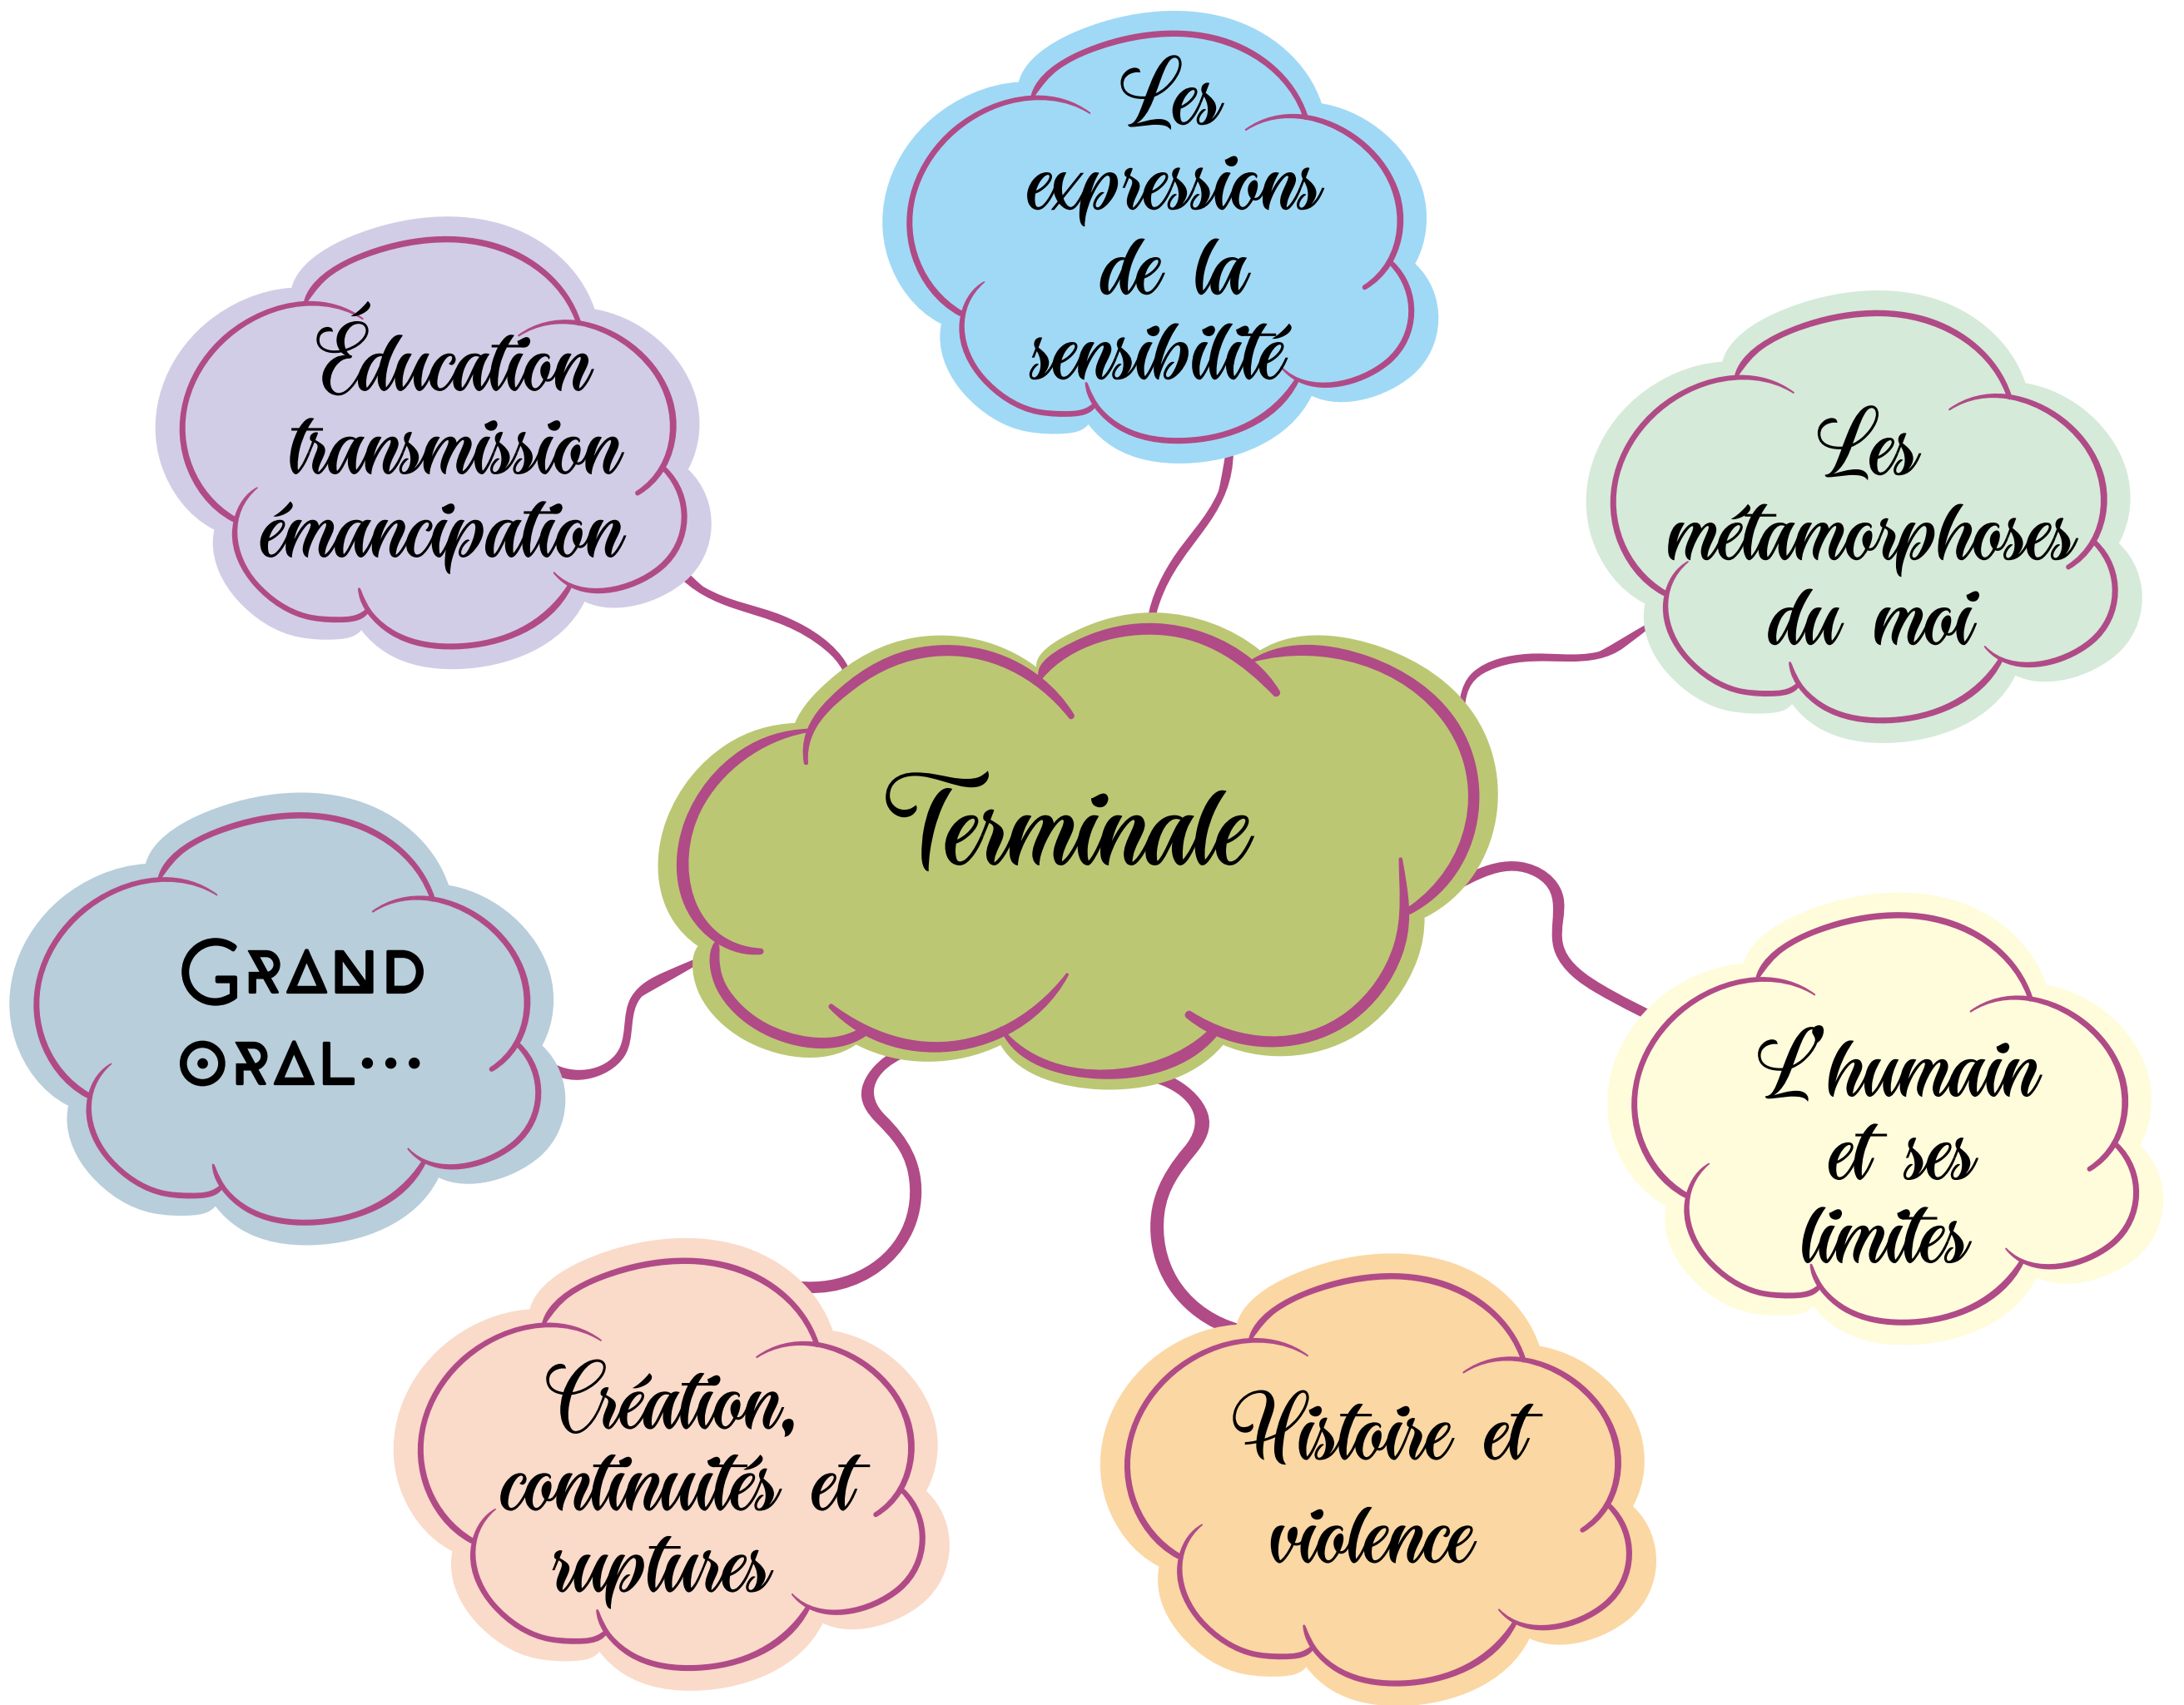 Les
expressions
de la
sensibilité
Éducation
transmission
émancipation
Les
métamorphoses
du moi
Terminale
GRAND
ORAL...
L'humain
et ses
limites
Création,
continuités et
ruptures
Histoire et
violence